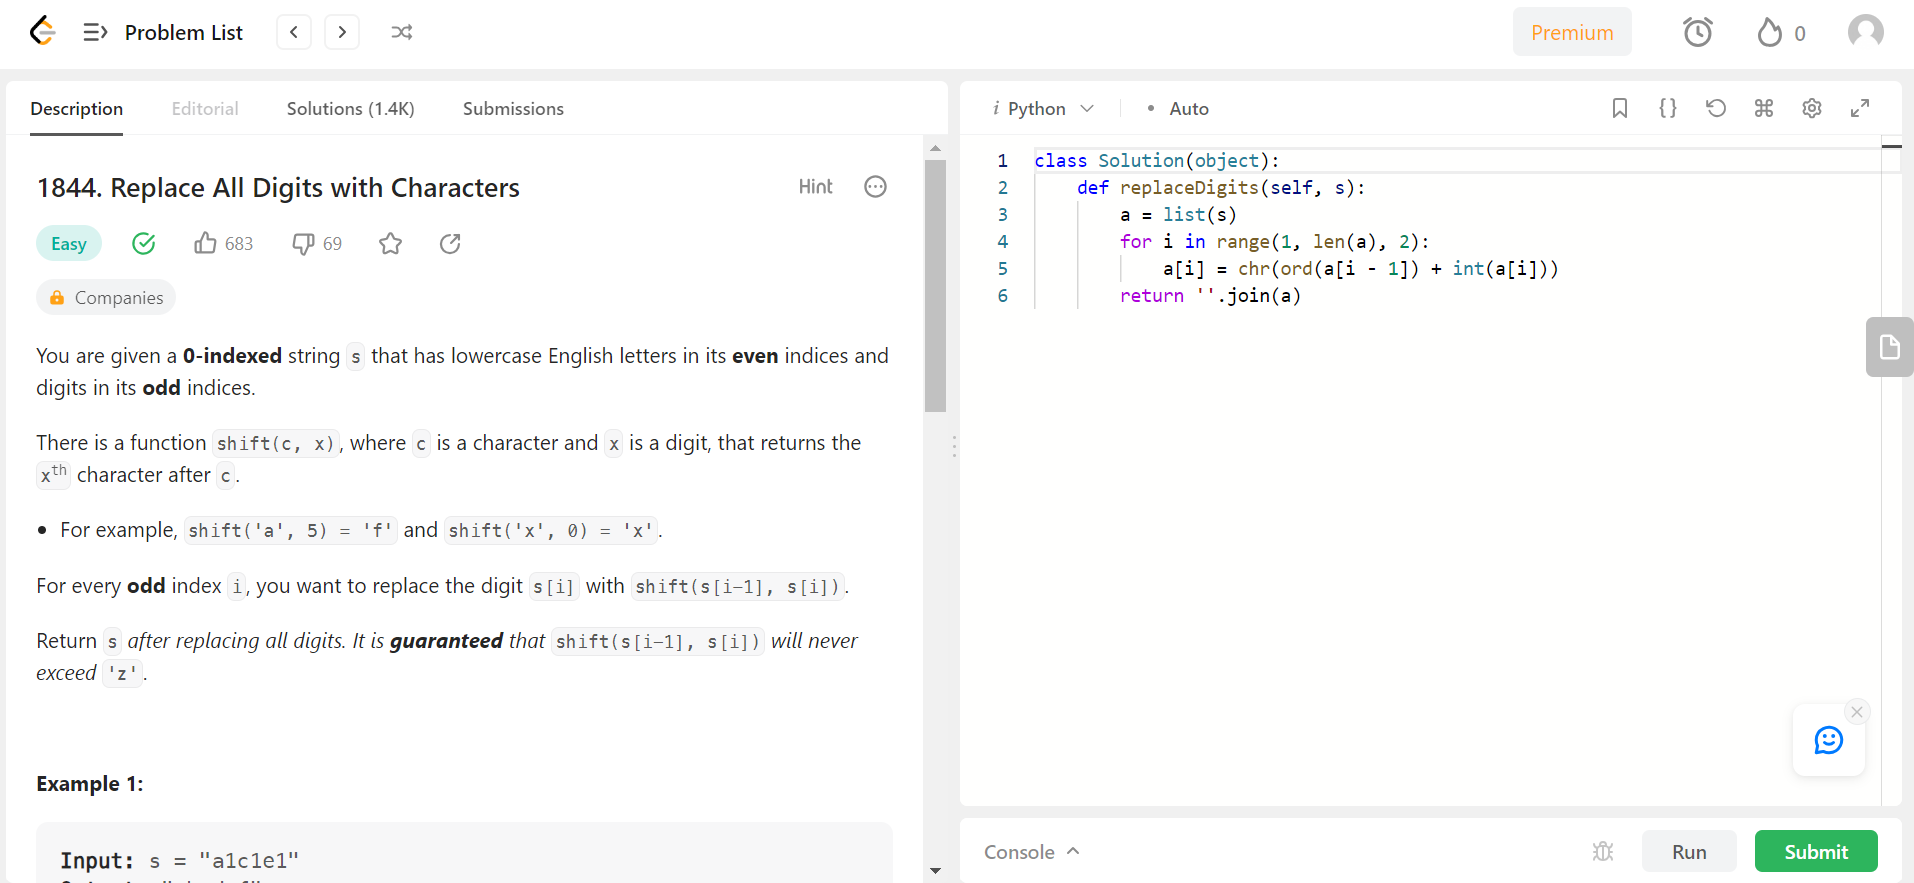 Problem List
Premium
0
Description Editorial Solutions (1.4K) Submissions
1844. Replace All Digits with Characters
Hint
Easy 683 69
Companies
You are given a 0-indexed string s that has lowercase English letters in its even indices and
digits in its odd indices.
There is a function shift(c, x), where c is a character and x is a digit, that returns the
xth character after c.
• For example, shift('a', 5) = 'f' and shift('x', 0) = 'x'.
For every odd index i, you want to replace the digit s[i] with shift(s[i-1], s[i]).
Return s after replacing all digits. It is guaranteed that shift(s[i-1], s[i]) will never
exceed 'z'.
Example 1:
Input: s = "a1c1e1"
i Python • Auto
1 class Solution(object):
2 def replaceDigits(self, s):
3 a = list(s)
4 for i in range(1, len(a), 2):
5 a[i] = chr(ord(a[i - 1]) + int(a[i]))
6 return ''.join(a)
Console
Run
Submit